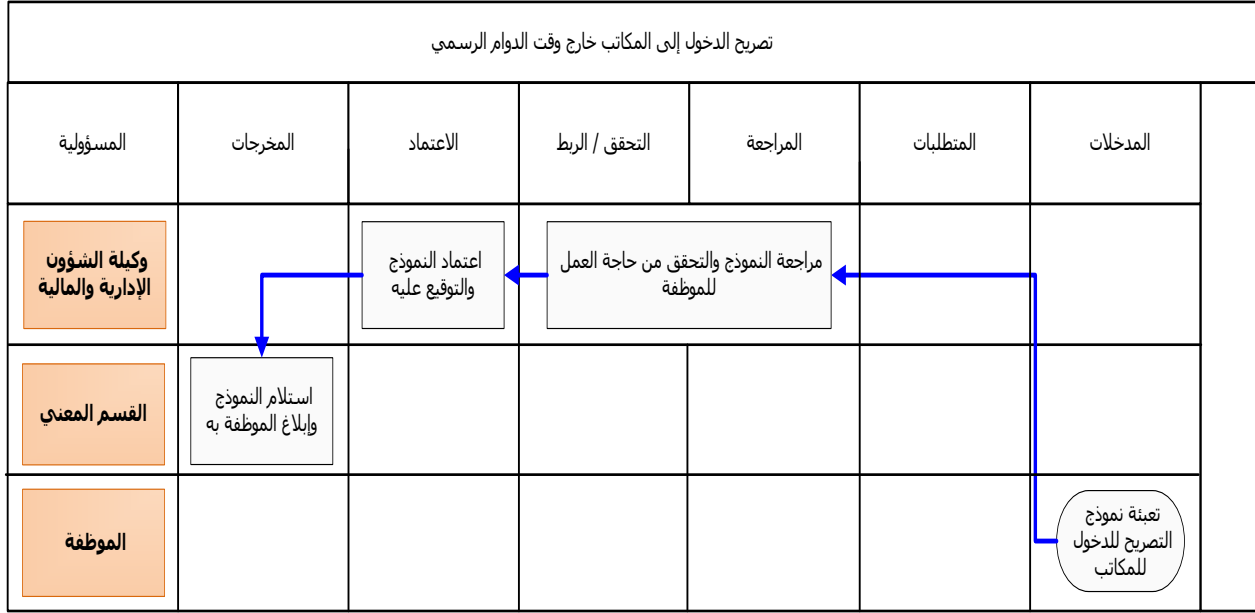 تصريح الدخول إلى المكاتب خارج وقت الدوام الرسمي
المدخلات
المتطلبات
المراجعة
التحقق / الربط
الاعتماد
المخرجات
المسؤولية
مراجعة النموذج والتحقق من حاجة العمل
للموظفة
اعتماد النموذج
والتوقيع عليه
وكيلة الشؤون
الإدارية والمالية
استلام النموذج
وإبلاغ الموظفة به
القسم المعني
تعبئة نموذج
التصريح للدخول
للمكاتب
الموظفة